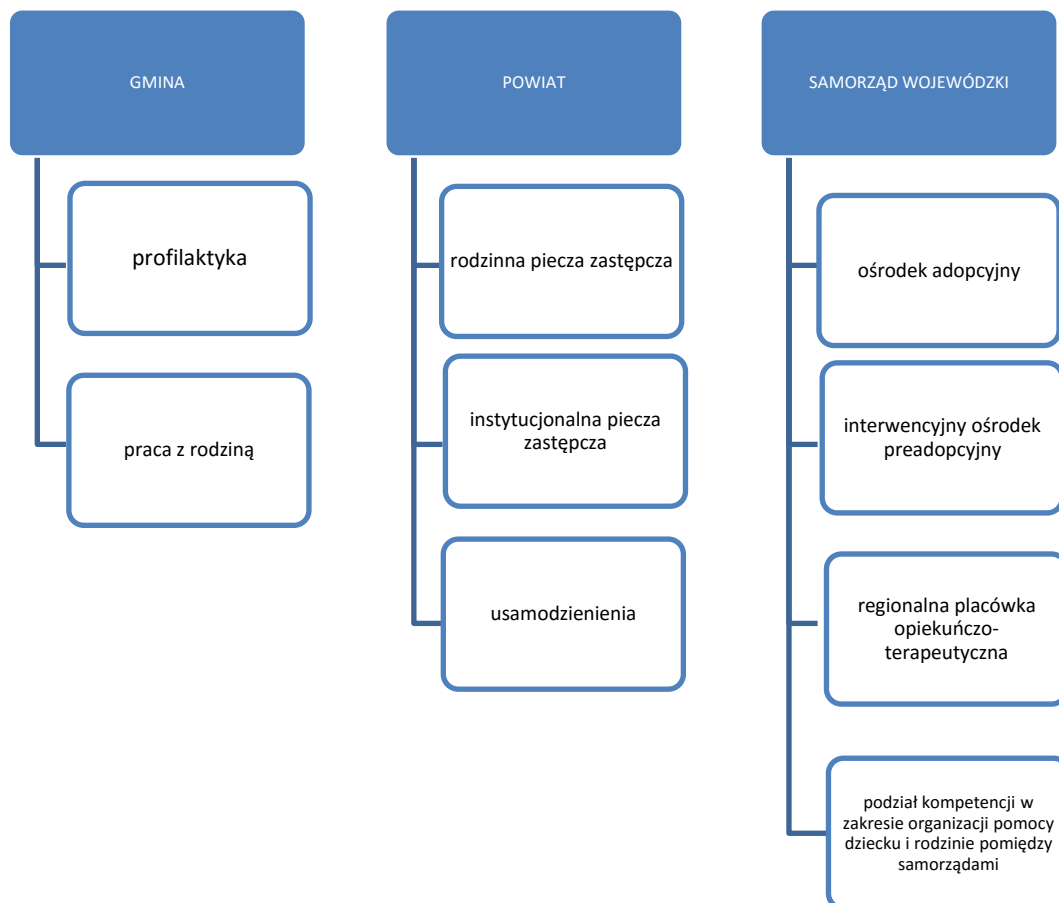 GMINA
profilaktyka
praca z rodziną
POWIAT
rodzinna piecza zastępcza
instytucjonalna piecza
zastępcza
usamodzienienia
SAMORZĄD WOJEWÓDZKI
ośrodek adopcyjny
interwencyjny ośrodek
preadopcyjny
regionalna placówka
opiekuńczo-
terapeutyczna
podział kompetencji w
zakresie organizacji pomocy
dziecku i rodzinie pomiędzy
samorządami